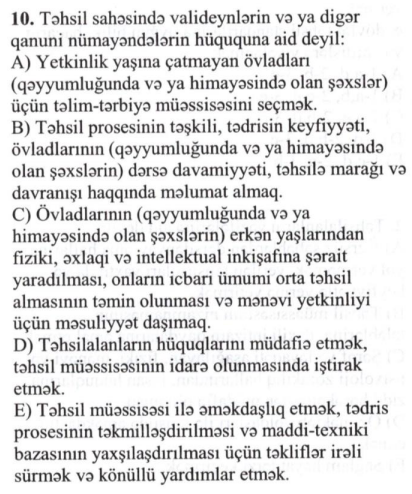 10. Təhsil sahəsində valideynlərin və ya digər
qanuni nümayəndələrin hüququna aid deyil:
A) Yetkinlik yaşına çatmayan övladları
(qəyyumluğunda və ya himayəsində olan şəxslər)
üçün təlim-tərbiyə müəssisəsini seçmək.
B) Təhsil prosesinin təşkili, tədrisin keyfiyyəti,
övladlarının (qəyyumluğunda və ya himayəsində
olan şəxslərin) dərsə davamiyyəti, təhsilə marağı və
davranışı haqqında məlumat almaq.
C) Övladlarının (qəyyumluğunda və ya
himayəsində olan şəxslərin) erkən yaşlarından
fiziki, əxlaqi və intellektual inkişafına şərait
yaradılması, onların icbari ümumi orta təhsil
almasının təmin olunması və mənəvi yetkinliyi
üçün məsuliyyət daşımaq.
D) Təhsilalanların hüquqlarını müdafiə etmək,
təhsil müəssisəsinin idarə olunmasında iştirak
etmək.
E) Təhsil müəssisəsi ilə əməkdaşlıq etmək, tədris
prosesinin təkmilləşdirilməsi və maddi-texniki
bazasının yaxşılaşdırılması üçün təkliflər irəli
sürmək və könüllü yardımlar etmək.